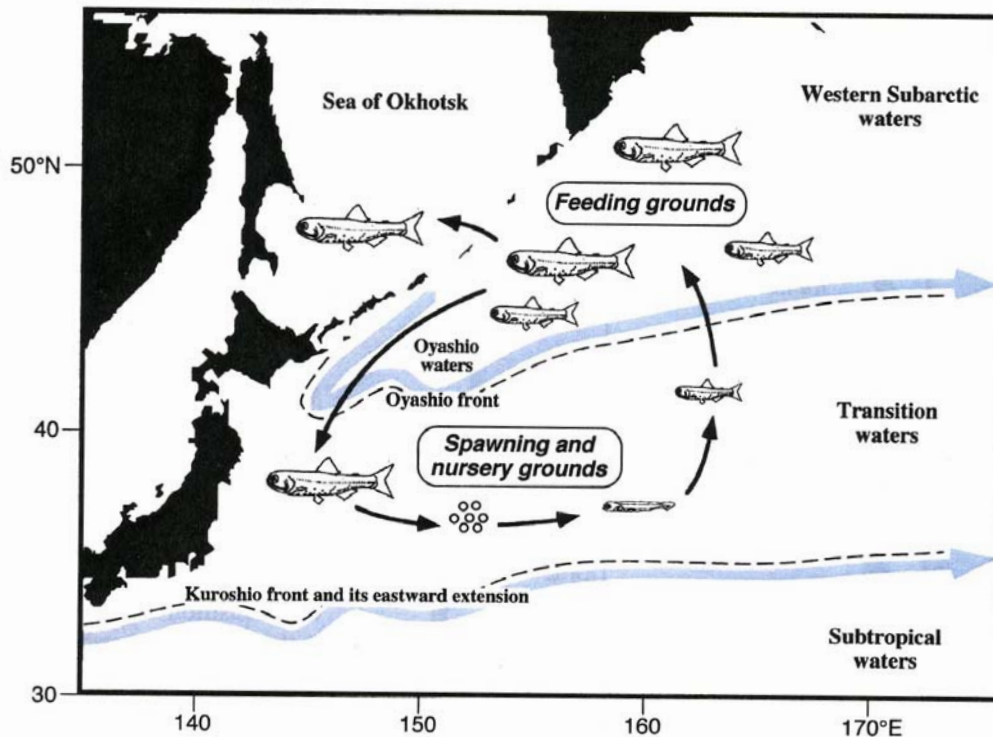 Sea of Okhotsk
Western Subarctic
waters
50°N
Feeding grounds
Oyashio
waters
Oyashio front
40
Transition
waters
Spawning and
nursery grounds
Kuroshio front and its eastward extension
Subtropical
waters
30
140
150
160
170°E